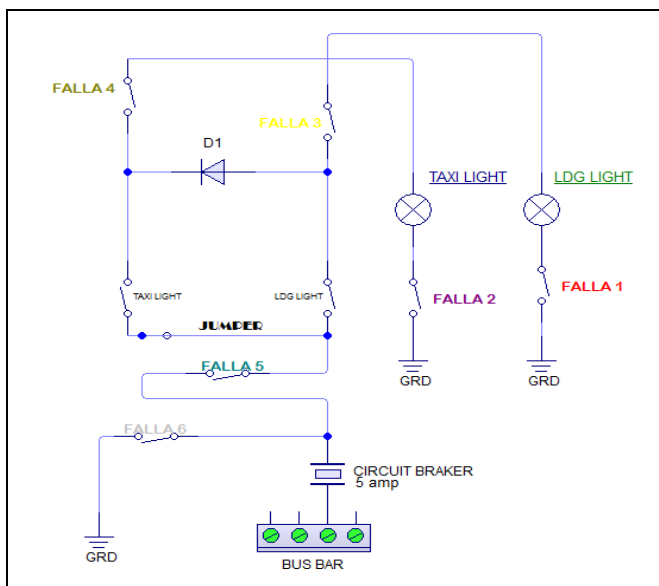 FALLA 4
FALLA 3
D1
TAXI LIGHT
LDG LIGHT
TAXI LIGHT
LDG LIGHT
FALLA 2
FALLA 1
JUMPER
FALLA 5
GRD
GRD
FALLA 6
CIRCUIT BRAKER
5 amp
GRD
BUS BAR